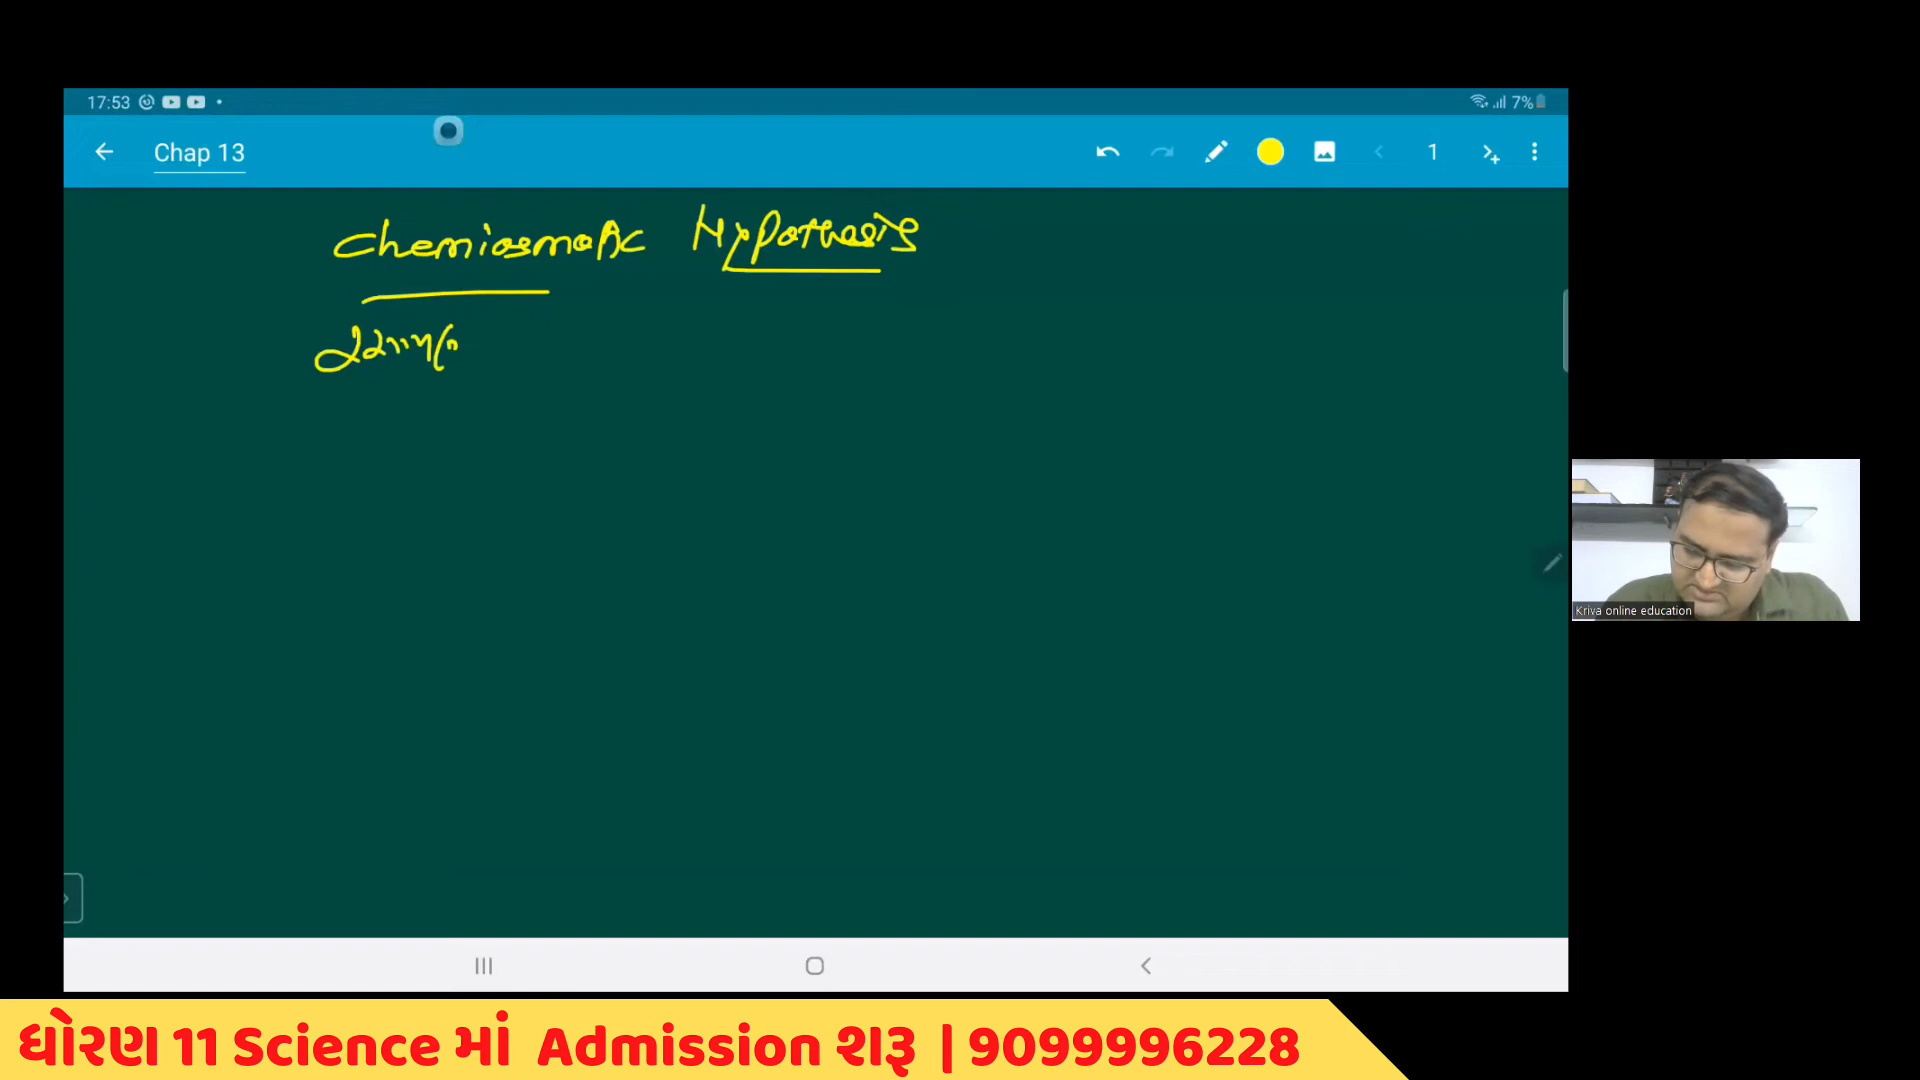 17:53
7%
Chap 13
1
Chemiosmotic Hypothesis
Kriva online education
ધોરણ 11 Science માં Admission શરૂ | 9099996228